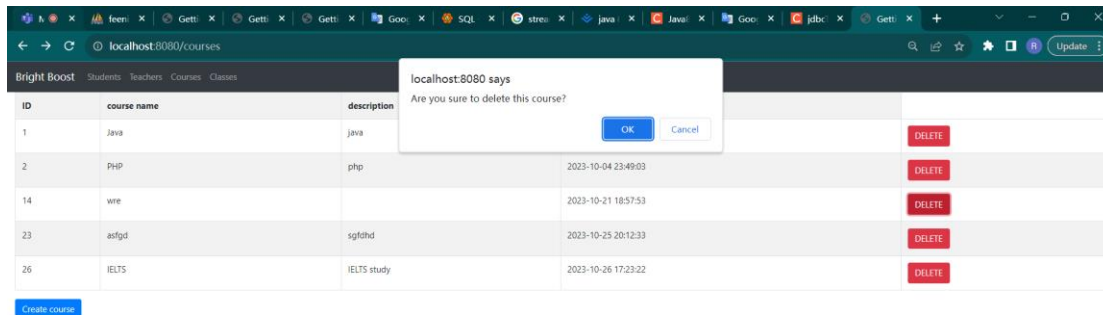 feeni
Getti
Getti
Getti
Goo
SQL
strea
java
Javal
Goo
jdbc
Getti
localhost:8080/courses
R
Update
Bright Boost Students Teachers Courses Classes
localhost:8080 says
Are you sure to delete this course?
OK Cancel
ID course name description
1 Java java DELETE
2 PHP php 2023-10-04 23:49:03 DELETE
14 wre 2023-10-21 18:57:53 DELETE
23 asfgd sgfdhd 2023-10-25 20:12:33 DELETE
26 IELTS IELTS study 2023-10-26 17:23:22 DELETE
Create course